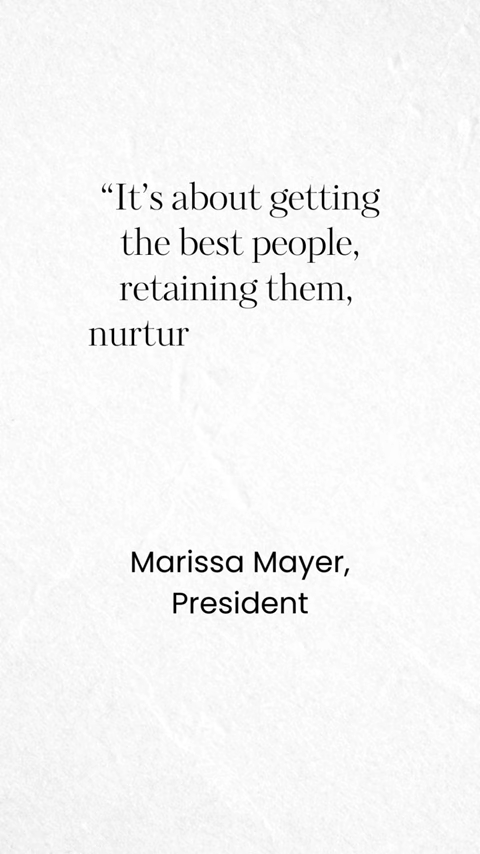 “It’s about getting
the best people,
retaining them,
nurtur
Marissa Mayer,
President